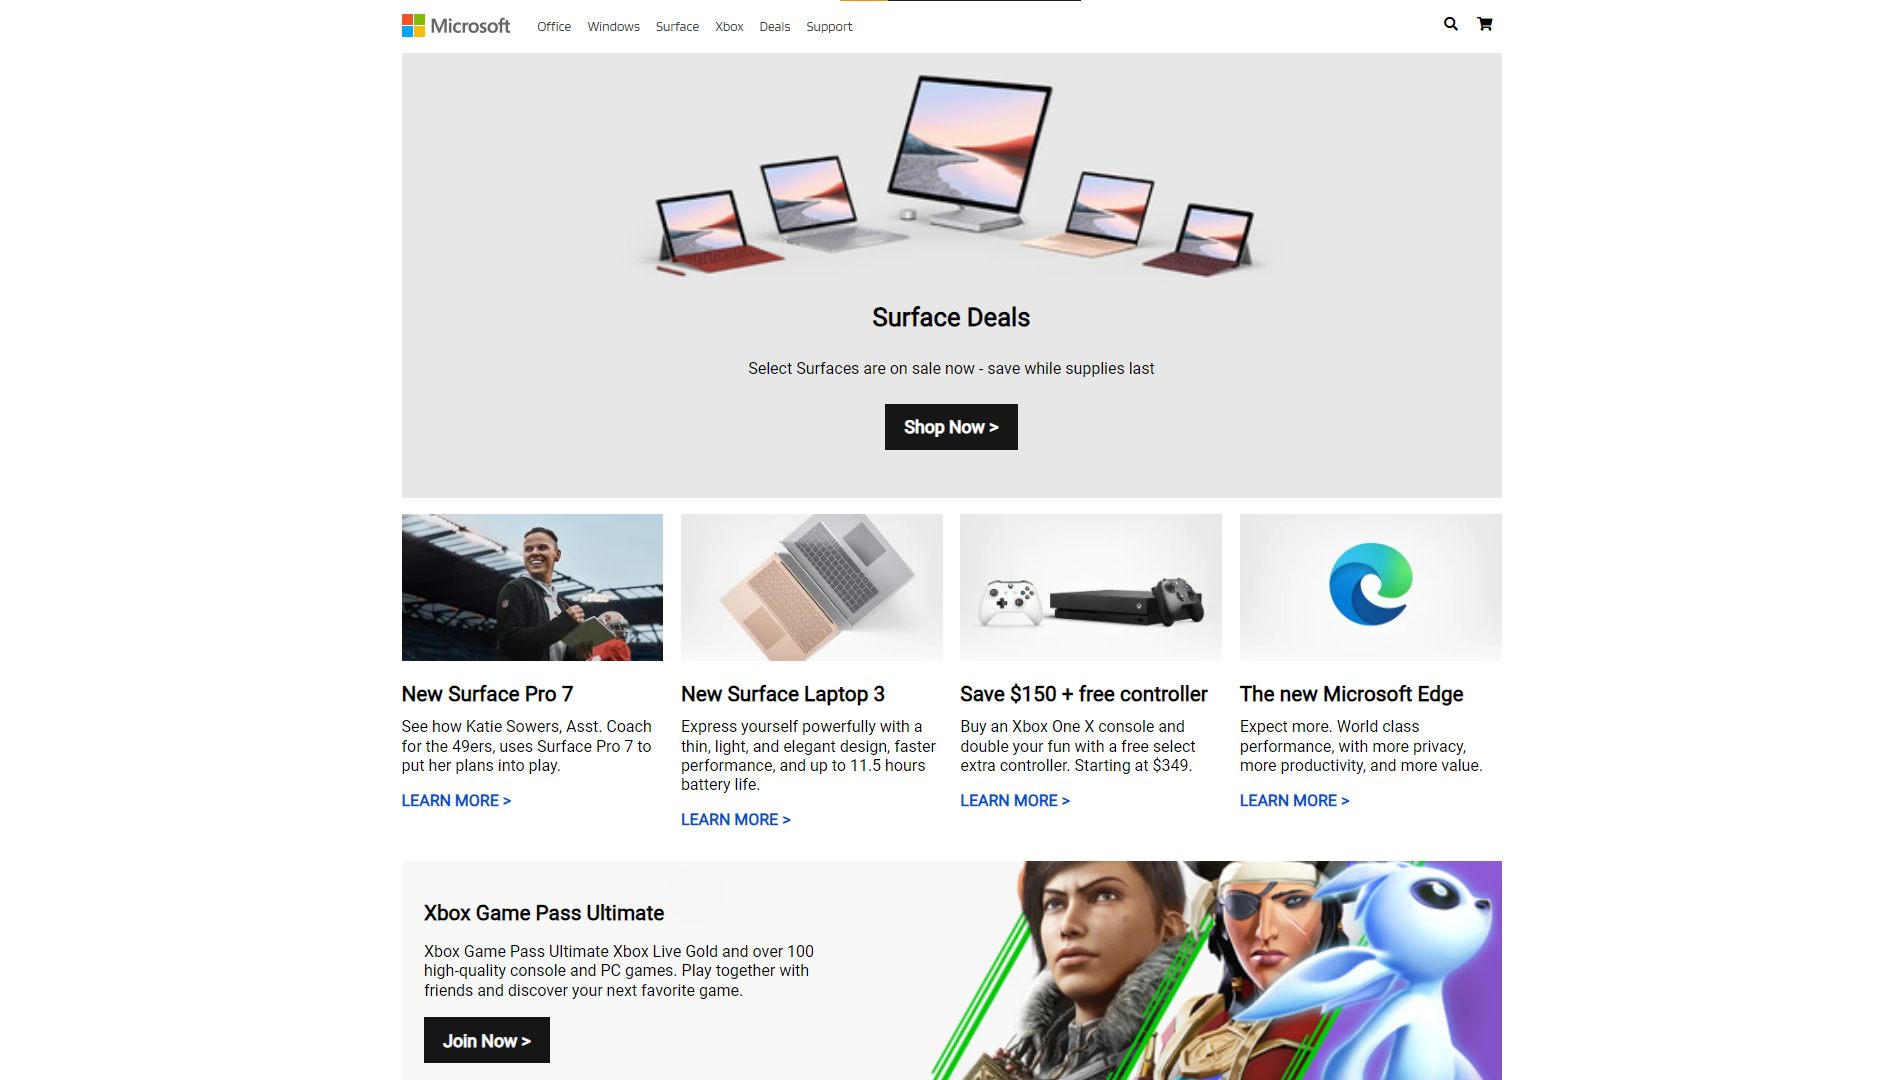 Microsoft
Office Windows Surface Xbox Deals Support
Surface Deals
Select Surfaces are on sale now - save while supplies last
Shop Now >
New Surface Pro 7
See how Katie Sowers, Asst. Coach
for the 49ers, uses Surface Pro 7 to
put her plans into play.
LEARN MORE >
New Surface Laptop 3
Express yourself powerfully with a
thin, light, and elegant design, faster
performance, and up to 11.5 hours
battery life.
LEARN MORE >
Save $150 + free controller
Buy an Xbox One X console and
double your fun with a free select
extra controller. Starting at $349.
LEARN MORE >
The new Microsoft Edge
Expect more. World class
performance, with more privacy,
more productivity, and more value.
LEARN MORE >
Xbox Game Pass Ultimate
Xbox Game Pass Ultimate Xbox Live Gold and over 100
high-quality console and PC games. Play together with
friends and discover your next favorite game.
Join Now >